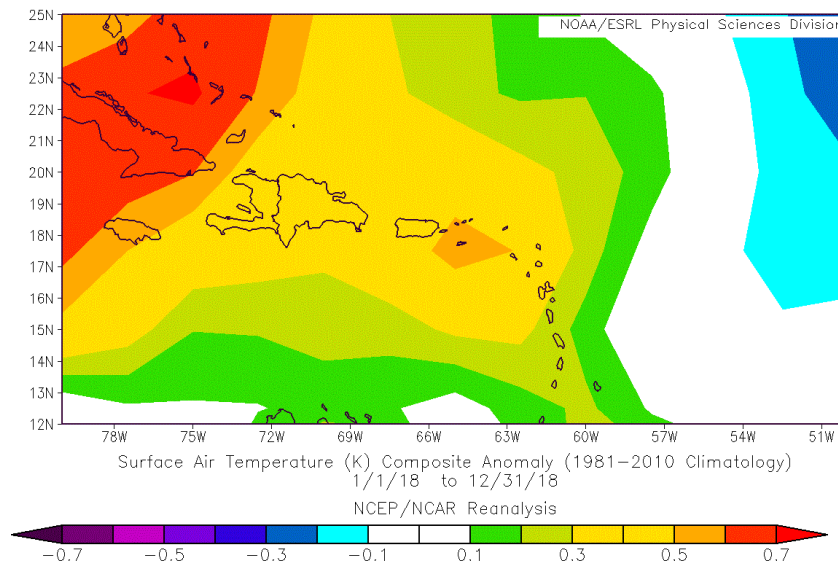 NOAA/ESRL Physical Sciences Division
25N
24N
23N
22N
21N
20N
19N
18N
17N
16N
15N
14N
13N
12N
78W 75W 72W 69W 66W 63W 60W 57W 54W 51W
Surface Air Temperature (K) Composite Anomaly (1981-2010 Climatology)
1/1/18 to 12/31/18
NCEP/NCAR Reanalysis
-0.7 -0.5 -0.3 -0.1 0.1 0.3 0.5 0.7